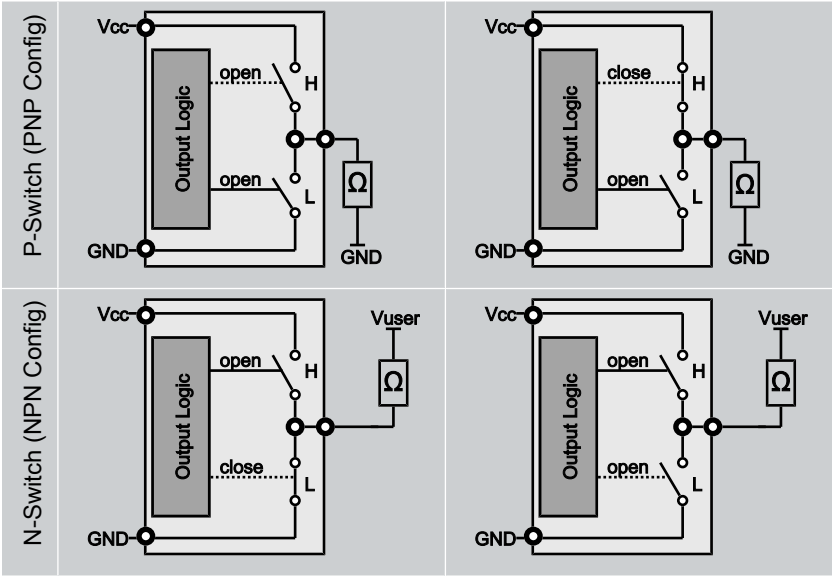 P-Switch (PNP Config)
Vcc
open
H
Output Logic
open
L
Ω
GND
GND
Vcc
close
H
Output Logic
open
L
Ω
GND
GND
N-Switch (NPN Config)
Vcc
Vuser
open
H
Ω
Output Logic
close
L
GND
Vcc
Vuser
open
H
Ω
Output Logic
open
L
GND